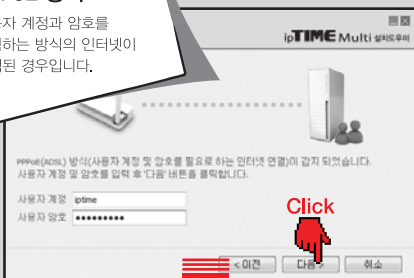 용자 계정과 암호를
하는 방식의 인터넷이
된 경우입니다.
ipTIME Multi 설치도우미
PPPoE(ADSL) 방식(사용자 계정 및 암호를 필요로 하는 인터넷 연결)이 감지 되었습니다.
사용자 계정 및 암호를 입력 후 '다음' 버튼을 클릭합니다.
사용자 계정 iptime
사용자 암호 •••••••••
Click
< 이전 다음 > 취소